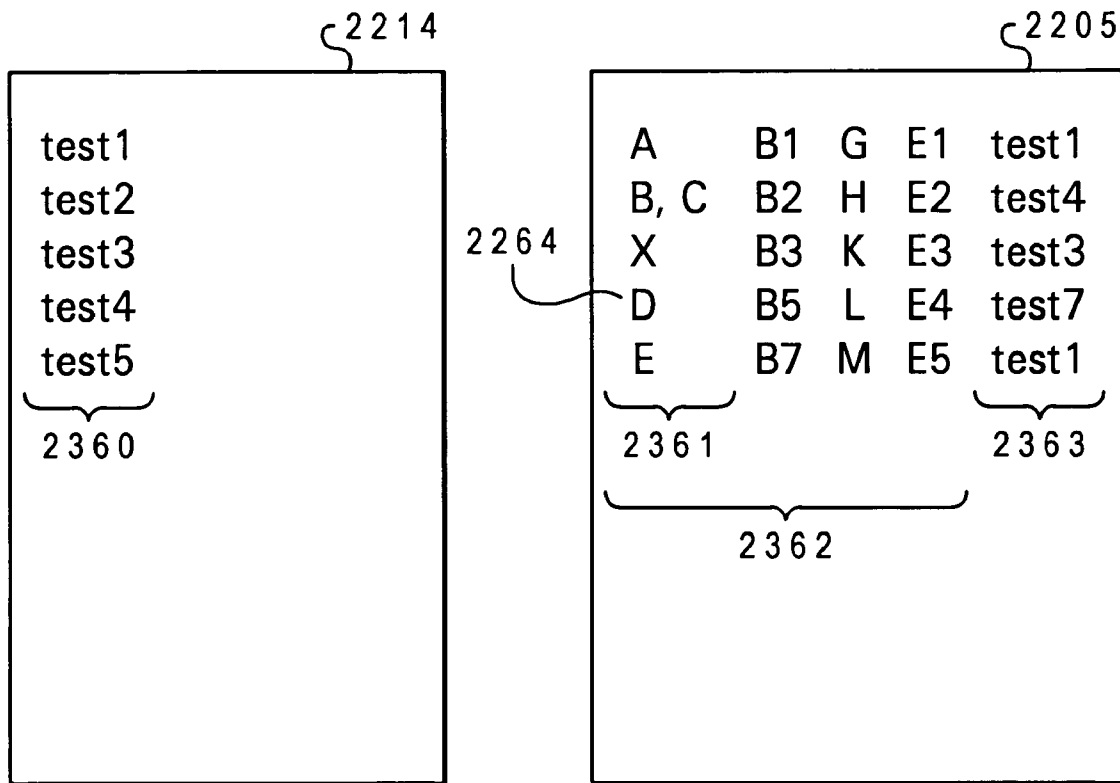 2214
test1
test2
test3
test4
test5
2360
2205
A B1 G E1 test1
B, C B2 H E2 test4
X B3 K E3 test3
D B5 L E4 test7
E B7 M E5 test1
2264
2361
2363
2362